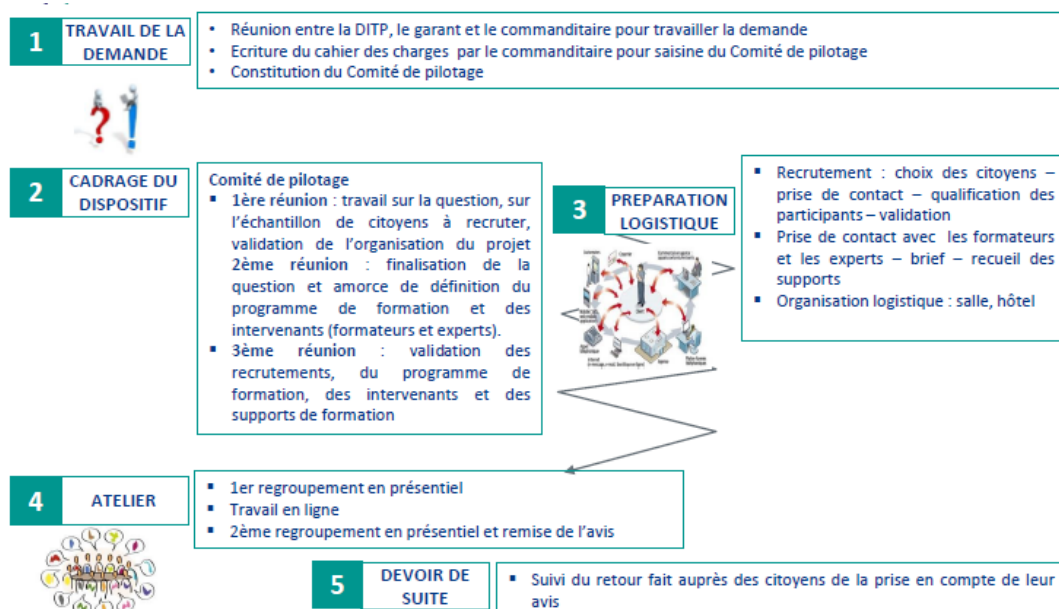 1
TRAVAIL DE LA
DEMANDE
• Réunion entre la DITP, le garant et le commanditaire pour travailler la demande
• Ecriture du cahier des charges par le commanditaire pour saisine du Comité de pilotage
• Constitution du Comité de pilotage
2
CADRAGE DU
DISPOSITIF
Comité de pilotage
▪ 1ère réunion : travail sur la question, sur
l’échantillon de citoyens à recruter,
validation de l’organisation du projet
2ème réunion : finalisation de la
question et amorce de définition du
programme de formation et des
intervenants (formateurs et experts).
▪ 3ème réunion : validation des
recrutements, du programme de
formation, des intervenants et des
supports de formation
3
PREPARATION
LOGISTIQUE
▪ Recrutement : choix des citoyens –
prise de contact – qualification des
participants – validation
▪ Prise de contact avec les formateurs
et les experts – brief – recueil des
supports
▪ Organisation logistique : salle, hôtel
4
ATELIER
▪ 1er regroupement en présentiel
▪ Travail en ligne
▪ 2ème regroupement en présentiel et remise de l’avis
5
DEVOIR DE
SUITE
▪ Suivi du retour fait auprès des citoyens de la prise en compte de leur
avis